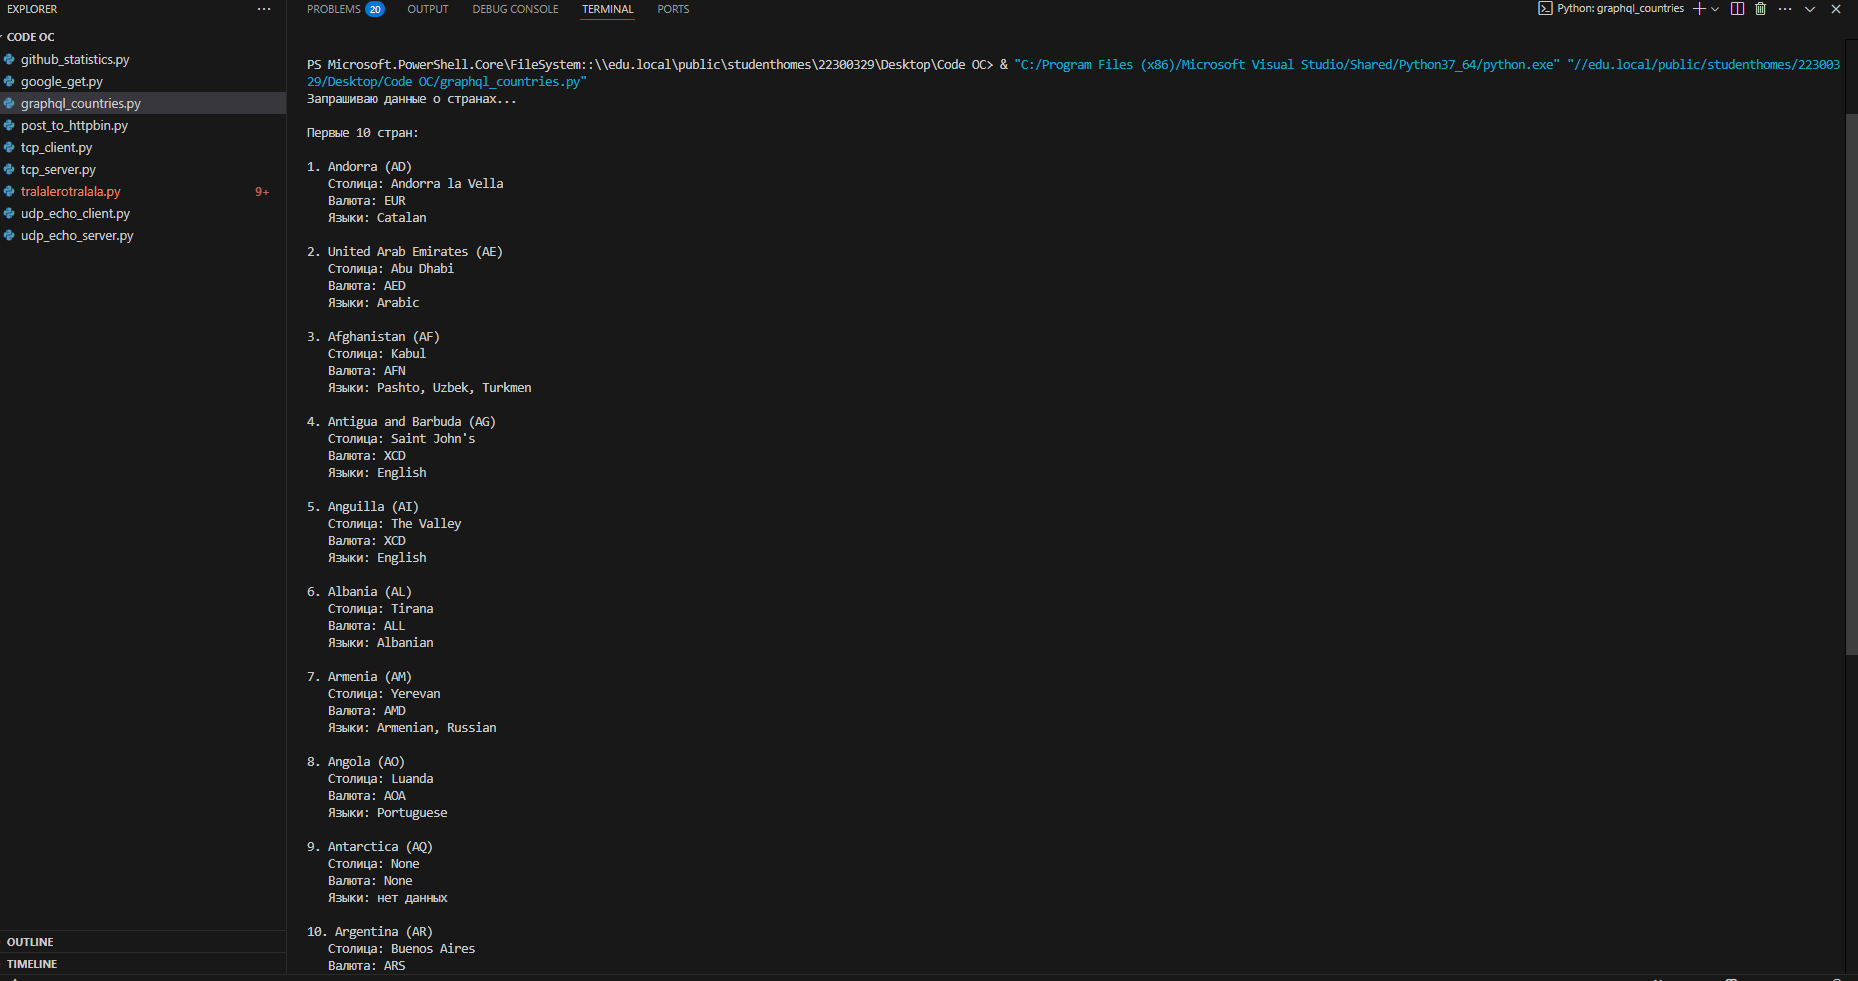 EXPLORER
CODE OC
github_statistics.py
google_get.py
graphql_countries.py
post_to_httpbin.py
tcp_client.py
tcp_server.py
tralalerotralala.py 9+
udp_echo_client.py
udp_echo_server.py
OUTLINE
TIMELINE
PROBLEMS 20 OUTPUT DEBUG CONSOLE TERMINAL PORTS
Python: graphql_countries
PS Microsoft.PowerShell.Core\FileSystem::\\edu.local\public\studenthomes\22300329\Desktop\Code OC> & "C:/Program Files (x86)/Microsoft Visual Studio/Shared/Python37_64/python.exe" "//edu.local/public/studenthomes/223003
29/Desktop/Code OC/graphql_countries.py"
Запрашиваю данные о странах...
Первые 10 стран:
1. Andorra (AD)
Столица: Andorra la Vella
Валюта: EUR
Языки: Catalan
2. United Arab Emirates (AE)
Столица: Abu Dhabi
Валюта: AED
Языки: Arabic
3. Afghanistan (AF)
Столица: Kabul
Валюта: AFN
Языки: Pashto, Uzbek, Turkmen
4. Antigua and Barbuda (AG)
Столица: Saint John's
Валюта: XCD
Языки: English
5. Anguilla (AI)
Столица: The Valley
Валюта: XCD
Языки: English
6. Albania (AL)
Столица: Tirana
Валюта: ALL
Языки: Albanian
7. Armenia (AM)
Столица: Yerevan
Валюта: AMD
Языки: Armenian, Russian
8. Angola (AO)
Столица: Luanda
Валюта: AOA
Языки: Portuguese
9. Antarctica (AQ)
Столица: None
Валюта: None
Языки: нет данных
10. Argentina (AR)
Столица: Buenos Aires
Валюта: ARS